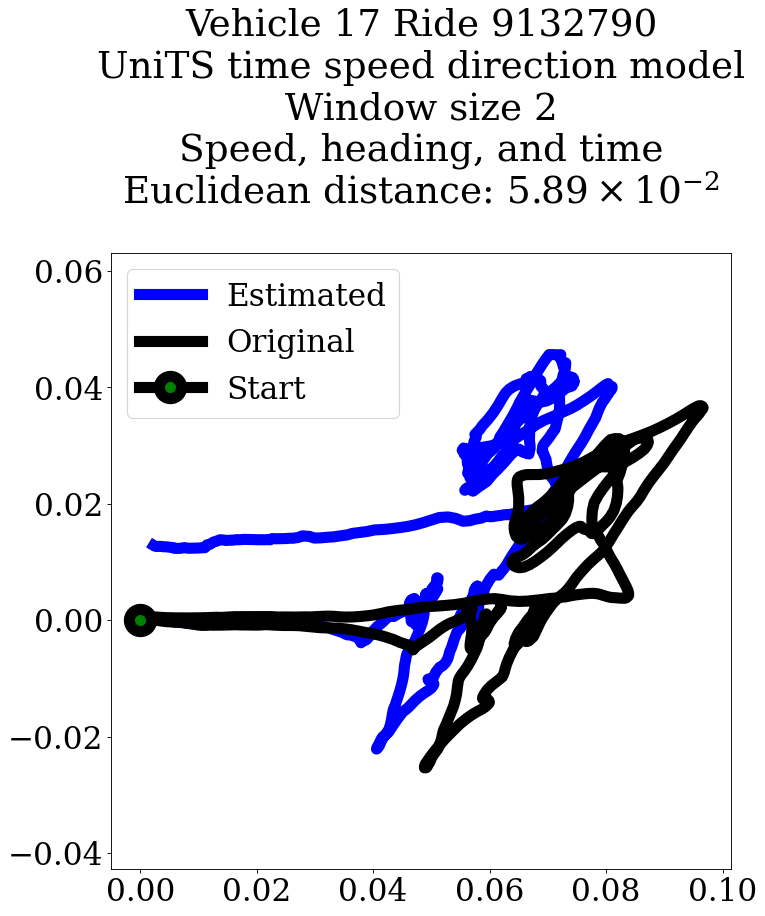 Vehicle 17 Ride 9132790
UniTS time speed direction model
Window size 2
Speed, heading, and time
Euclidean distance: 5.89 × 10⁻²
0.06
0.04
0.02
0.00
−0.02
−0.04
Estimated
Original
Start
0.00 0.02 0.04 0.06 0.08 0.10